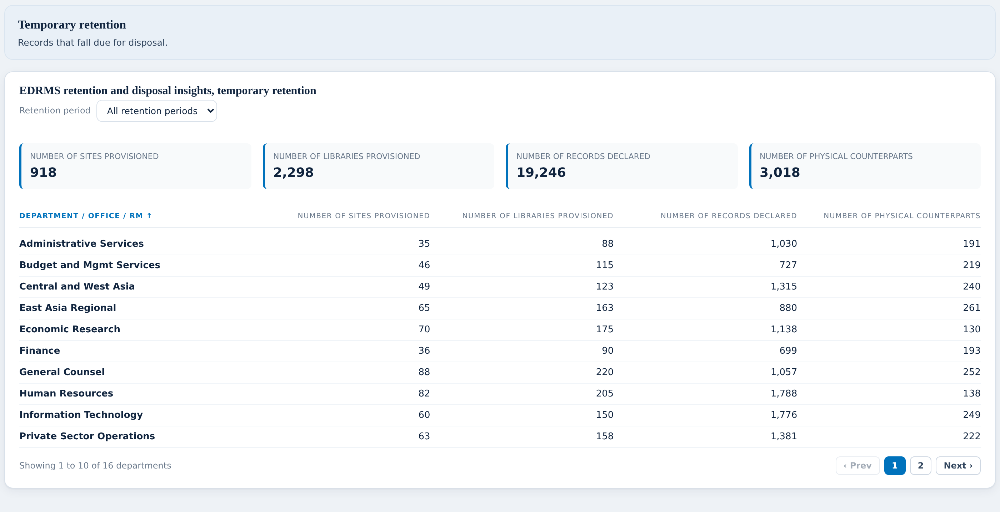 Temporary retention
Records that fall due for disposal.
EDRMS retention and disposal insights, temporary retention
Retention period All retention periods
NUMBER OF SITES PROVISIONED NUMBER OF LIBRARIES PROVISIONED NUMBER OF RECORDS DECLARED NUMBER OF PHYSICAL COUNTERPARTS
918 2,298 19,246 3,018
DEPARTMENT / OFFICE / RM ↑ NUMBER OF SITES PROVISIONED NUMBER OF LIBRARIES PROVISIONED NUMBER OF RECORDS DECLARED NUMBER OF PHYSICAL COUNTERPARTS
Administrative Services 35 88 1,030 191
Budget and Mgmt Services 46 115 727 219
Central and West Asia 49 123 1,315 240
East Asia Regional 65 163 880 261
Economic Research 70 175 1,138 130
Finance 36 90 699 193
General Counsel 88 220 1,057 252
Human Resources 82 205 1,788 138
Information Technology 60 150 1,776 249
Private Sector Operations 63 158 1,381 222
Showing 1 to 10 of 16 departments ‹ Prev 1 2 Next ›